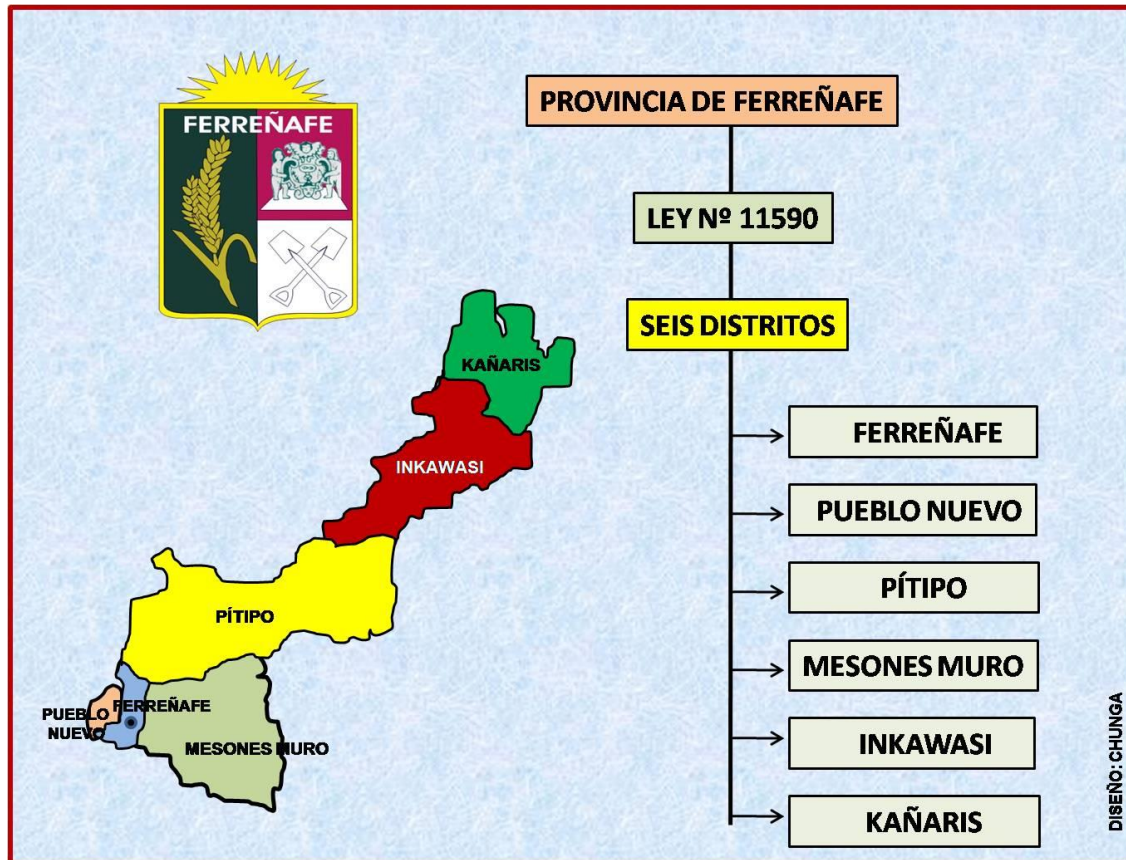 FERREÑAFE
PROVINCIA DE FERREÑAFE
LEY Nº 11590
SEIS DISTRITOS
KAÑARIS
INKAWASI
PÍTIPO
PUEBLO
NUEVO
FERREÑAFE
MESONES MURO
FERREÑAFE
PUEBLO NUEVO
PÍTIPO
MESONES MURO
INKAWASI
KAÑARIS
DISEÑO: CHUNGA